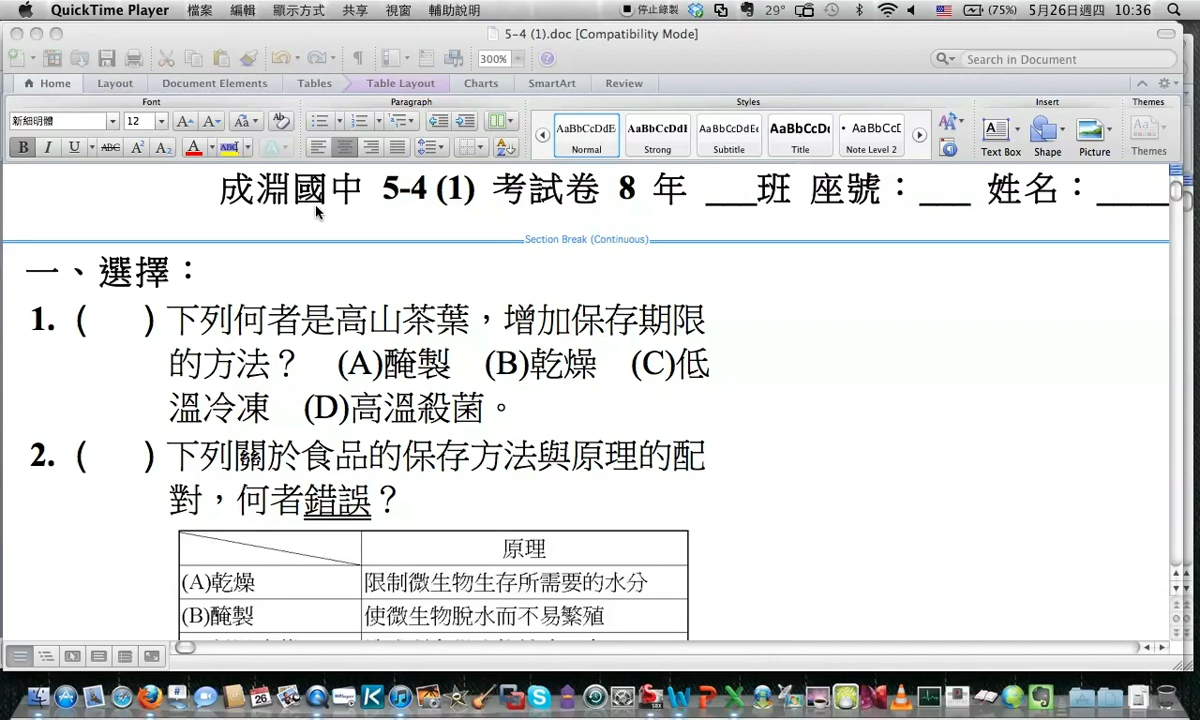 QuickTime Player 檔案 編輯 顯示方式 共享 視窗 輔助說明 停止錄製 29° (75%) 5月26日週四 10:36
5-4 (1).doc [Compatibility Mode]
300% Search in Document
Home Layout Document Elements Tables Table Layout Charts SmartArt Review
Font Paragraph Styles Insert Themes
新細明體 12 AaBbCcDdE AaBbCcDdI AaBbCcDdEe AaBbCcDc • AaBbCcD Aa
B I U ABC A² A₂ A ABC Normal Strong Subtitle Title Note Level 2 Text Box Shape Picture Themes
成淵國中 5-4 (1) 考試卷 8 年 ___班 座號：___ 姓名：____
Section Break (Continuous)
一、選擇：
1. (　) 下列何者是高山茶葉，增加保存期限
的方法？ (A)醃製 (B)乾燥 (C)低
溫冷凍 (D)高溫殺菌。
2. (　) 下列關於食品的保存方法與原理的配
對，何者錯誤？
原理
(A)乾燥 限制微生物生存所需要的水分
(B)醃製 使微生物脫水而不易繁殖